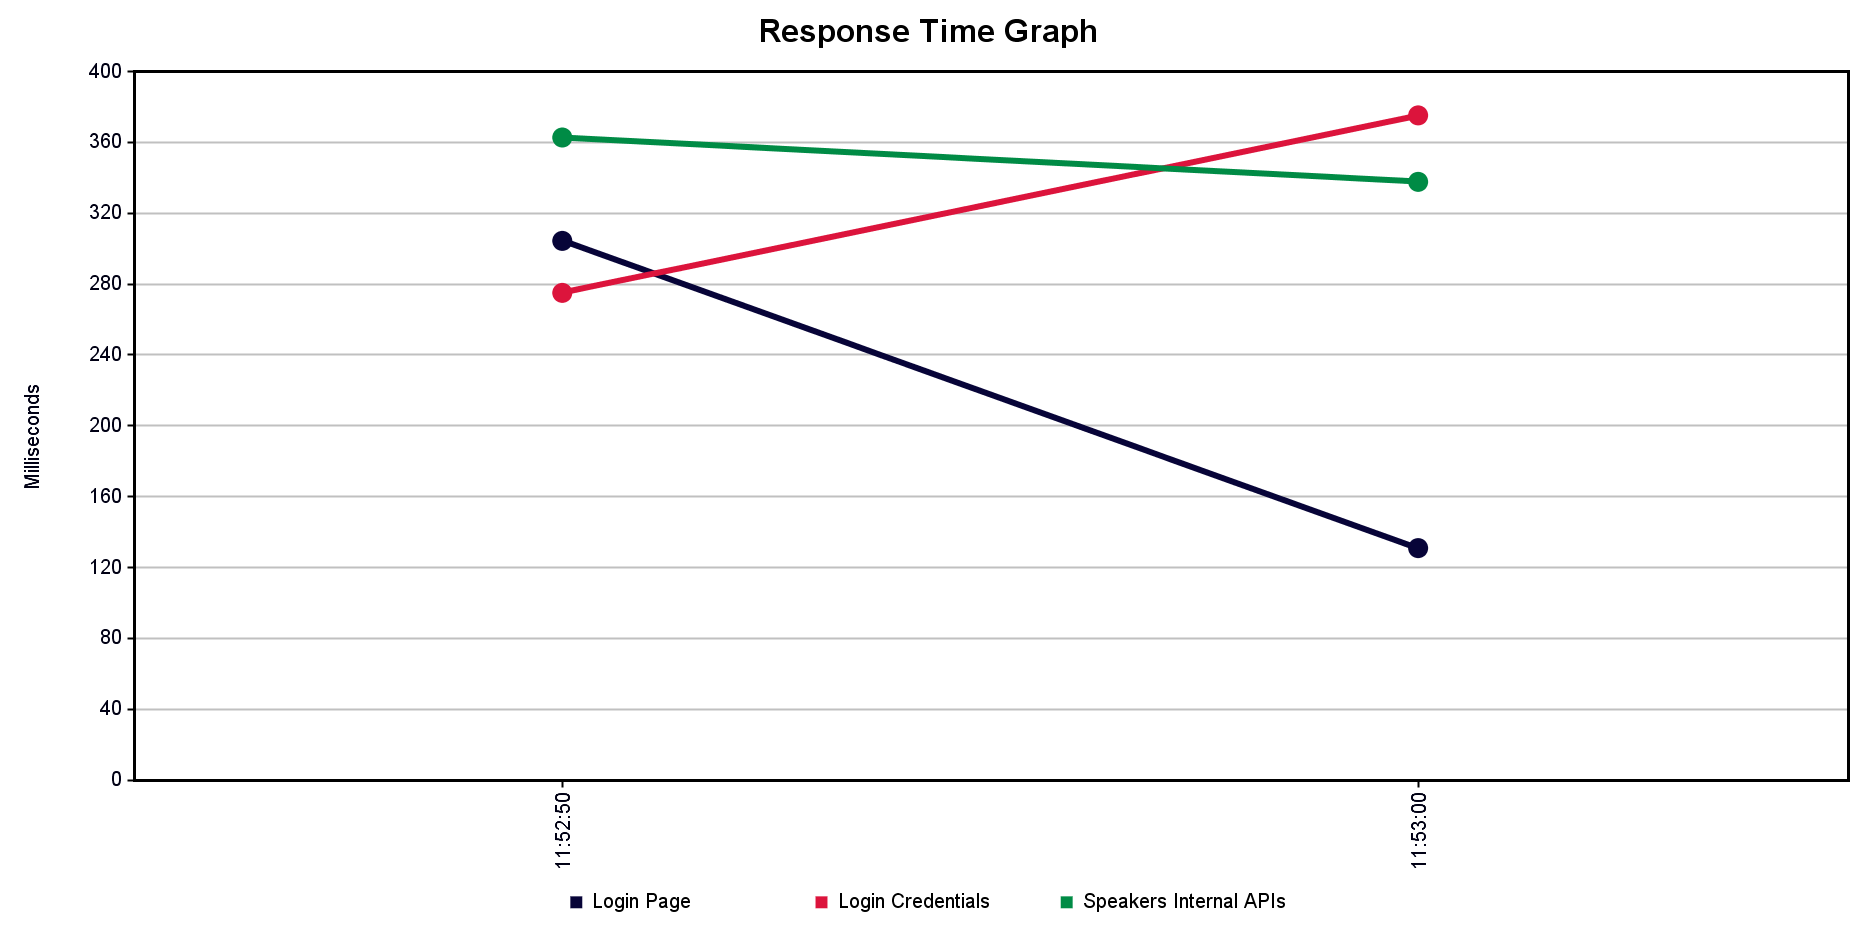 Response Time Graph
400
360
320
280
240
200
160
120
80
40
0
Milliseconds
11:52:50
11:53:00
Login Page
Login Credentials
Speakers Internal APIs